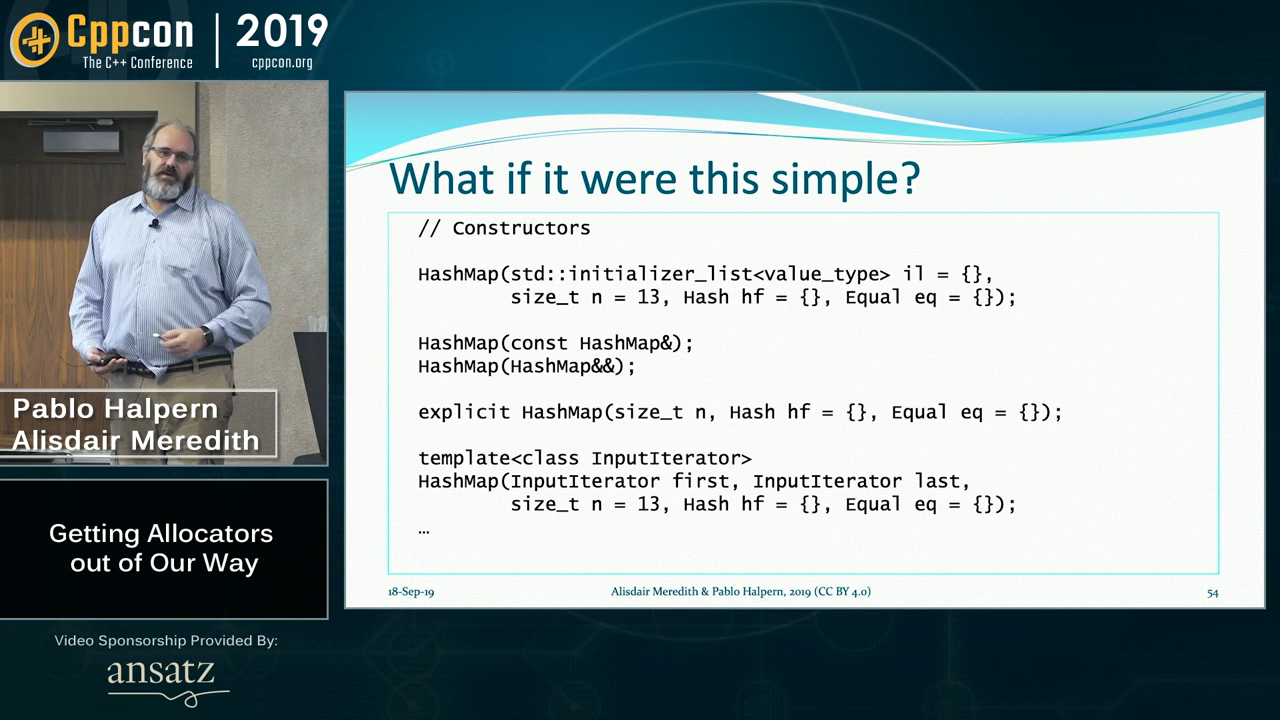 Cppcon | 2019
The C++ Conference
cppcon.org
Pablo Halpern
Alisdair Meredith
Getting Allocators
out of Our Way
Video Sponsorship Provided By:
ansatz
What if it were this simple?
// Constructors
HashMap(std::initializer_list<value_type> il = {},
size_t n = 13, Hash hf = {}, Equal eq = {});
HashMap(const HashMap&);
HashMap(HashMap&&);
explicit HashMap(size_t n, Hash hf = {}, Equal eq = {});
template<class InputIterator>
HashMap(InputIterator first, InputIterator last,
size_t n = 13, Hash hf = {}, Equal eq = {});
…
18-Sep-19
Alisdair Meredith & Pablo Halpern, 2019 (CC BY 4.0)
54